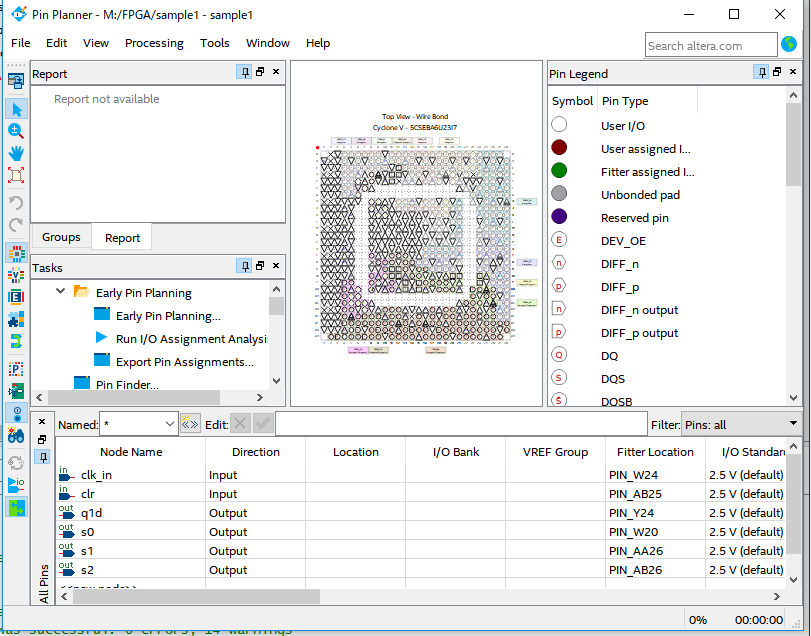 Pin Planner - M:/FPGA/sample1 - sample1
File Edit View Processing Tools Window Help
Search altera.com
Report
Report not available
Groups Report
Tasks
Early Pin Planning
Early Pin Planning...
Run I/O Assignment Analysi
Export Pin Assignments...
Pin Finder...
Top View - Wire Bond
Cyclone V - 5CSEBA6U23I7
Pin Legend
Symbol Pin Type
User I/O
User assigned I...
Fitter assigned I...
Unbonded pad
Reserved pin
E DEV_OE
n DIFF_n
p DIFF_p
n DIFF_n output
p DIFF_p output
Q DQ
S DQS
S DQSB
Named: * Edit: Filter: Pins: all
Node Name Direction Location I/O Bank VREF Group Fitter Location I/O Standard
in clk_in Input PIN_W24 2.5 V (default)
in clr Input PIN_AB25 2.5 V (default)
out q1d Output PIN_Y24 2.5 V (default)
out s0 Output PIN_W20 2.5 V (default)
out s1 Output PIN_AA26 2.5 V (default)
out s2 Output PIN_AB26 2.5 V (default)
<<new node>>
All Pins
0% 00:00:00
was successful. 0 errors, 14 warnings